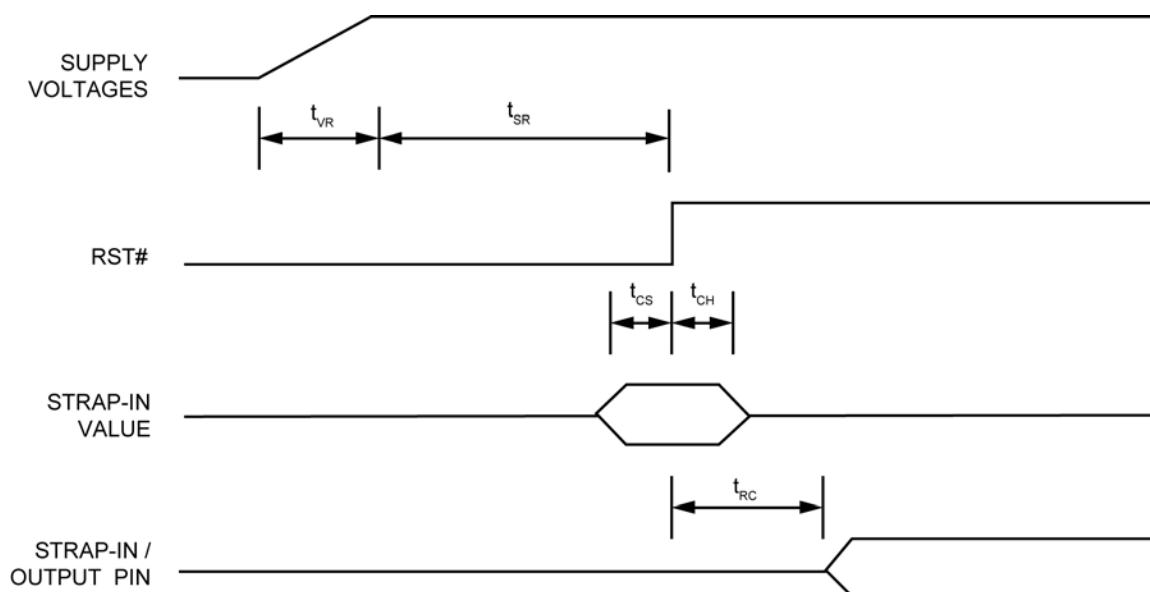 SUPPLY
VOLTAGES
tVR
tSR
RST#
tCS
tCH
STRAP-IN
VALUE
tRC
STRAP-IN /
OUTPUT PIN